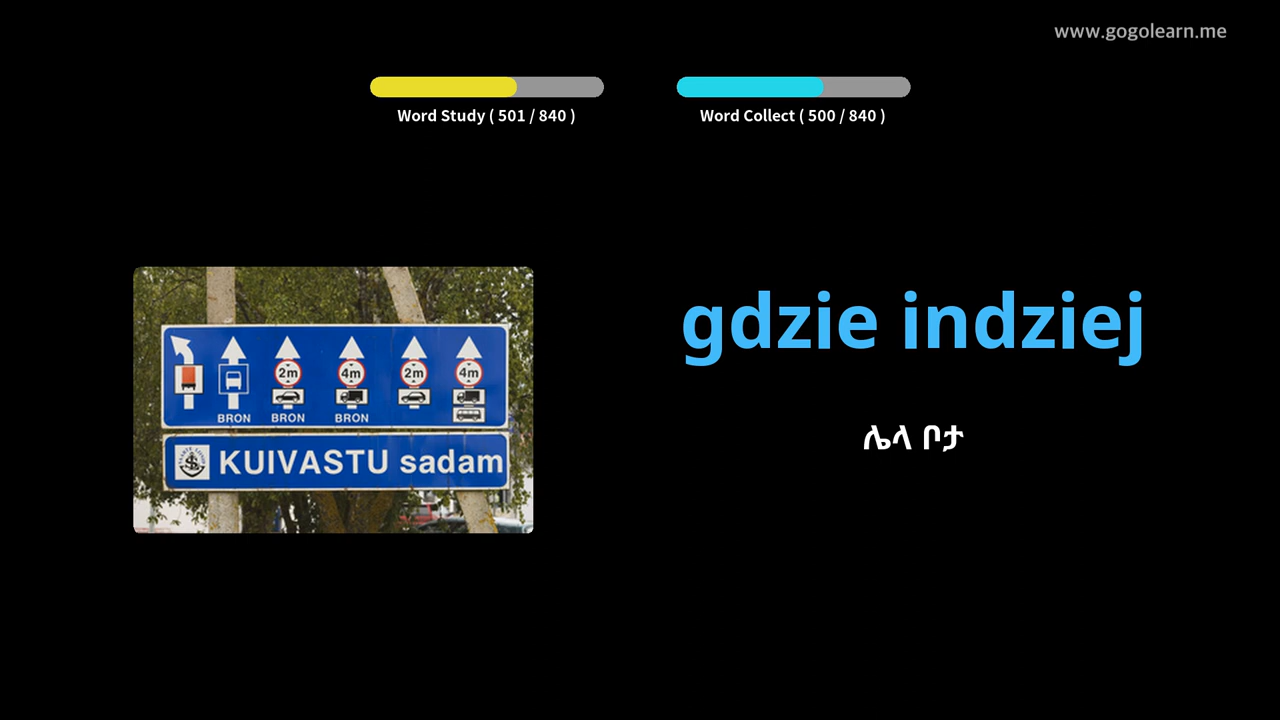 www.gogolearn.me
Word Study ( 501 / 840 )
Word Collect ( 500 / 840 )
2m 4m 2m 4m
BRON BRON BRON
KUIVASTU sadam
gdzie indziej
ሌላ ቦታ